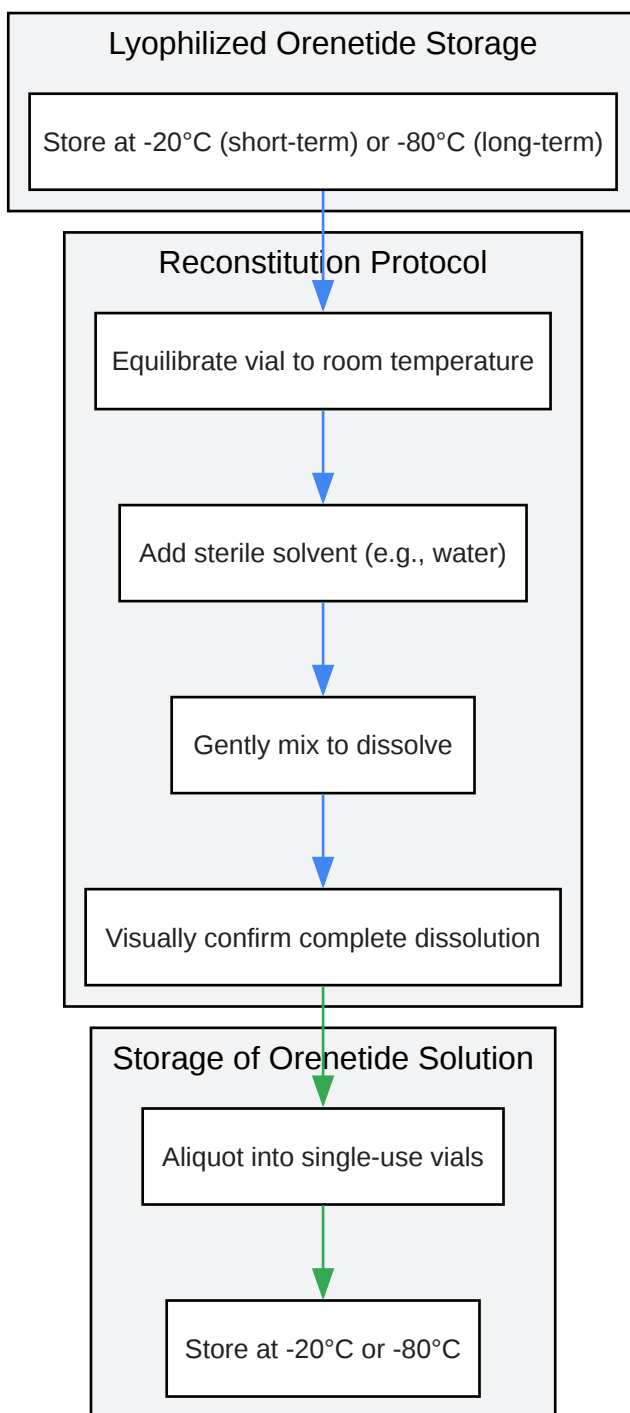 Lyophilized Orenetide Storage
Store at -20°C (short-term) or -80°C (long-term)
Reconstitution Protocol
Equilibrate vial to room temperature
Add sterile solvent (e.g., water)
Gently mix to dissolve
Visually confirm complete dissolution
Storage of Orenetide Solution
Aliquot into single-use vials
Store at -20°C or -80°C